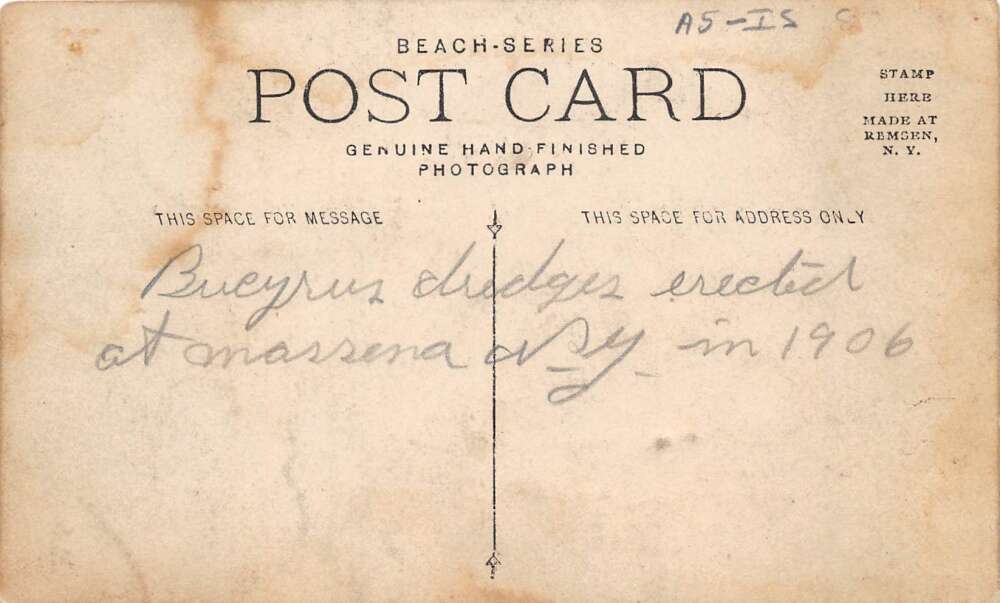 A5-IS
BEACH-SERIES
POST CARD
GENUINE HAND-FINISHED
PHOTOGRAPH
STAMP
HERE
MADE AT
REMSEN,
N. Y.
THIS SPACE FOR MESSAGE
THIS SPACE FOR ADDRESS ONLY
Bucyrus dredges erected
at massena N.Y. in 1906